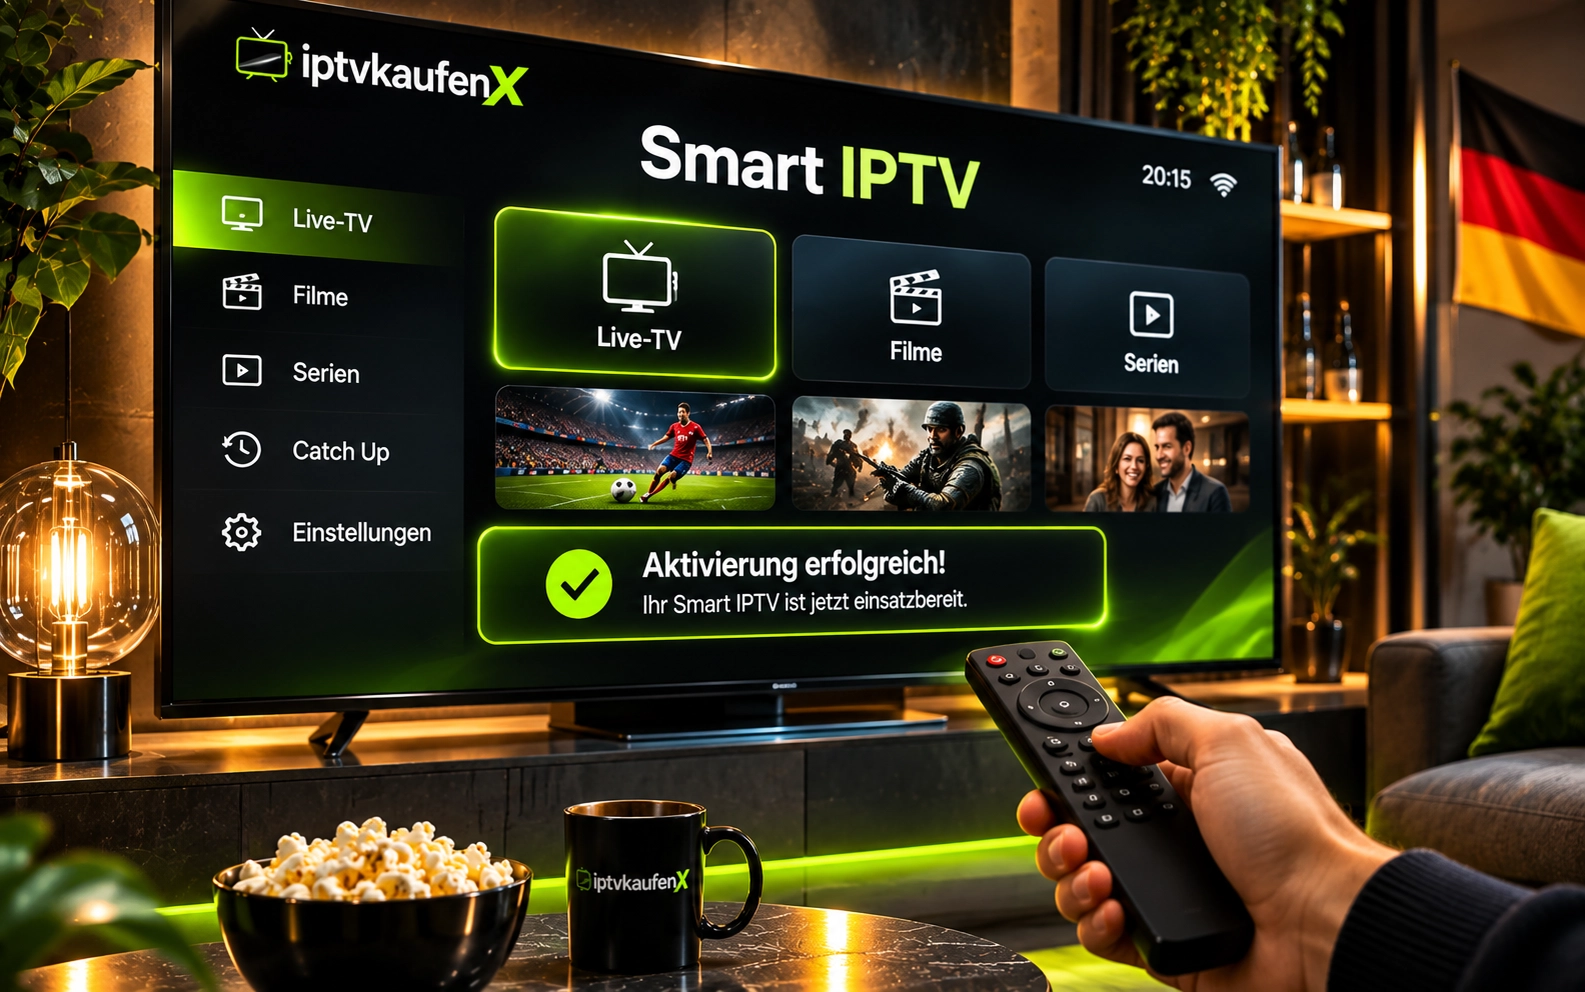 iptvkaufenX
Smart IPTV
20:15
Live-TV
Filme
Serien
Catch Up
Einstellungen
Live-TV
Filme
Serien
Aktivierung erfolgreich!
Ihr Smart IPTV ist jetzt einsatzbereit.
iptvkaufenX